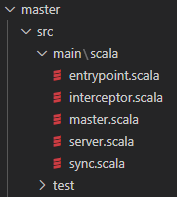 master
src
main\scala
entrypoint.scala
interceptor.scala
master.scala
server.scala
sync.scala
test